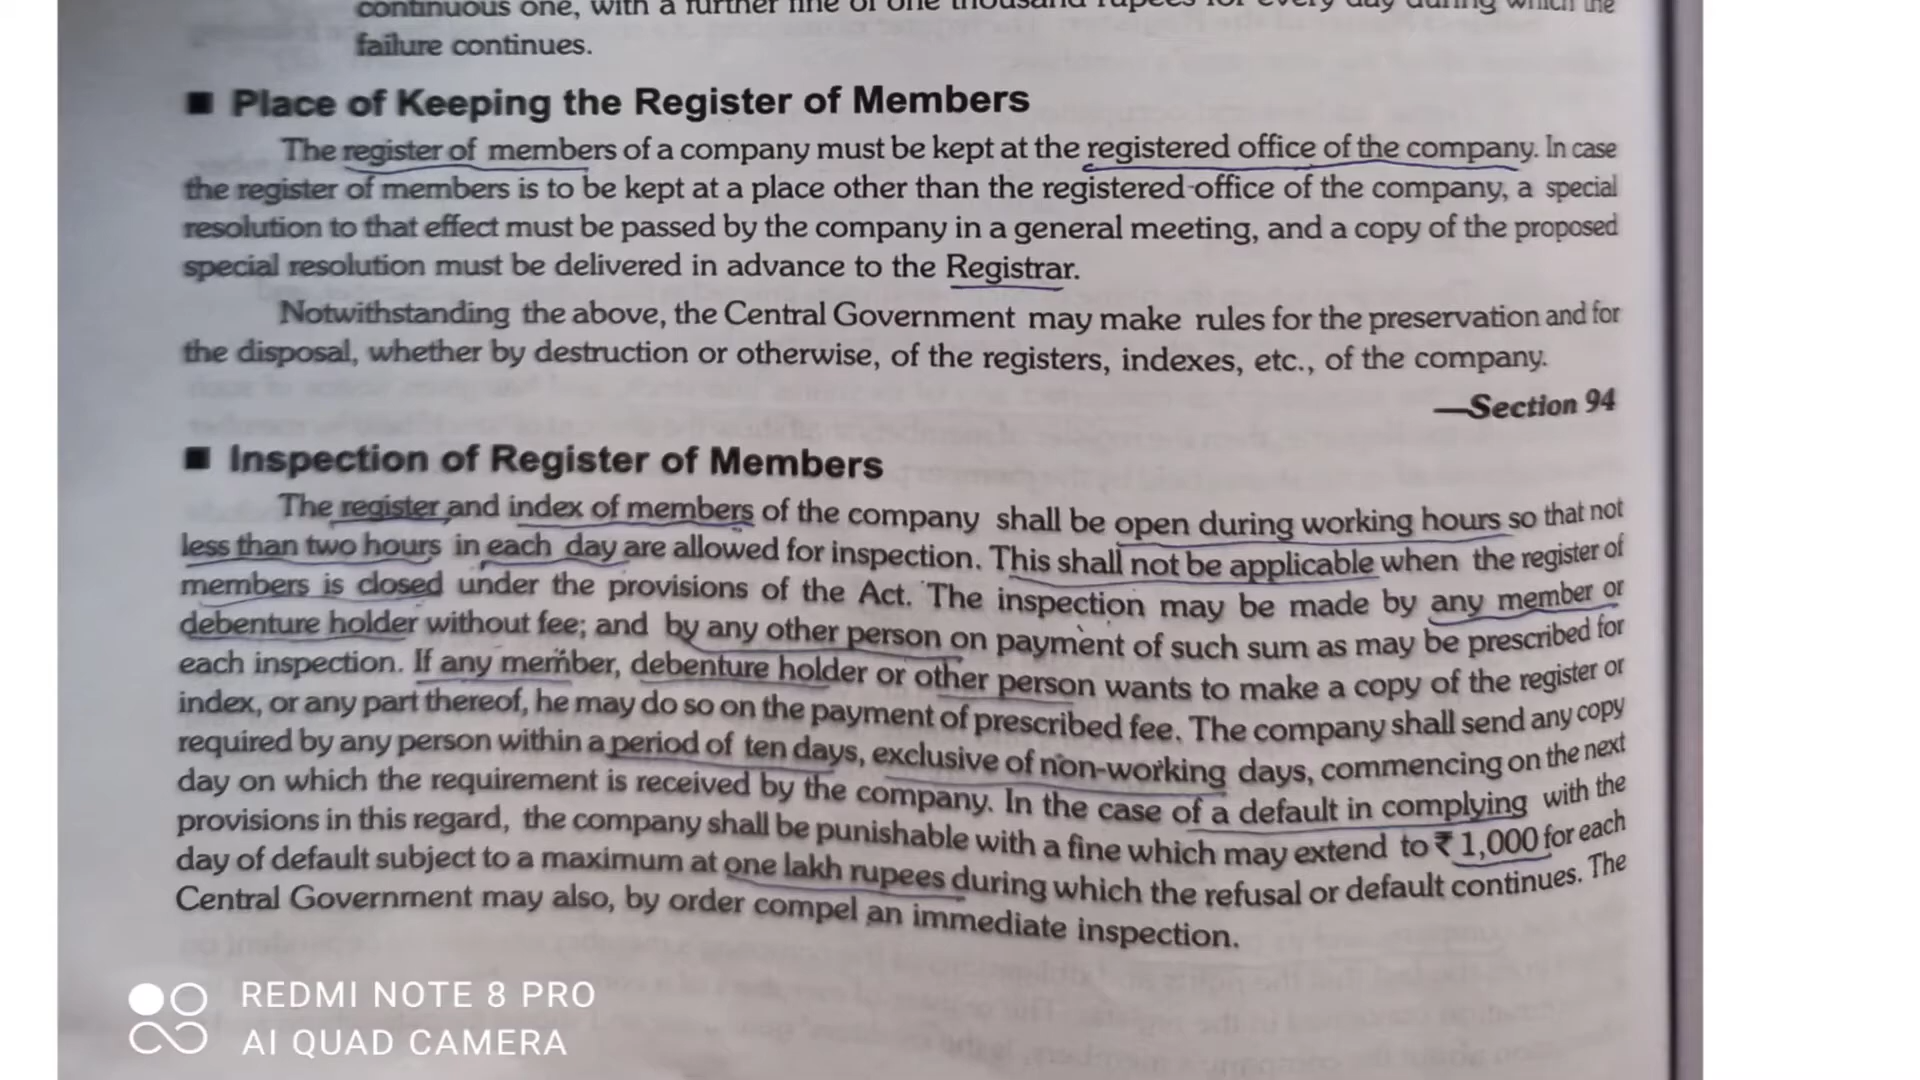 continuous one, with a further fine of one thousand rupees for every day during which the
failure continues.
■ Place of Keeping the Register of Members
The register of members of a company must be kept at the registered office of the company. In case
the register of members is to be kept at a place other than the registered office of the company, a special
resolution to that effect must be passed by the company in a general meeting, and a copy of the proposed
special resolution must be delivered in advance to the Registrar.
Notwithstanding the above, the Central Government may make rules for the preservation and for
the disposal, whether by destruction or otherwise, of the registers, indexes, etc., of the company.
—Section 94
■ Inspection of Register of Members
The register and index of members of the company shall be open during working hours so that not
less than two hours in each day are allowed for inspection. This shall not be applicable when the register of
members is closed under the provisions of the Act. The inspection may be made by any member or
debenture holder without fee; and by any other person on payment of such sum as may be prescribed for
each inspection. If any member, debenture holder or other person wants to make a copy of the register or
index, or any part thereof, he may do so on the payment of prescribed fee. The company shall send any copy
required by any person within a period of ten days, exclusive of non-working days, commencing on the next
day on which the requirement is received by the company. In the case of a default in complying with the
provisions in this regard, the company shall be punishable with a fine which may extend to ₹ 1,000 for each
day of default subject to a maximum at one lakh rupees during which the refusal or default continues. The
Central Government may also, by order compel an immediate inspection.
REDMI NOTE 8 PRO
AI QUAD CAMERA